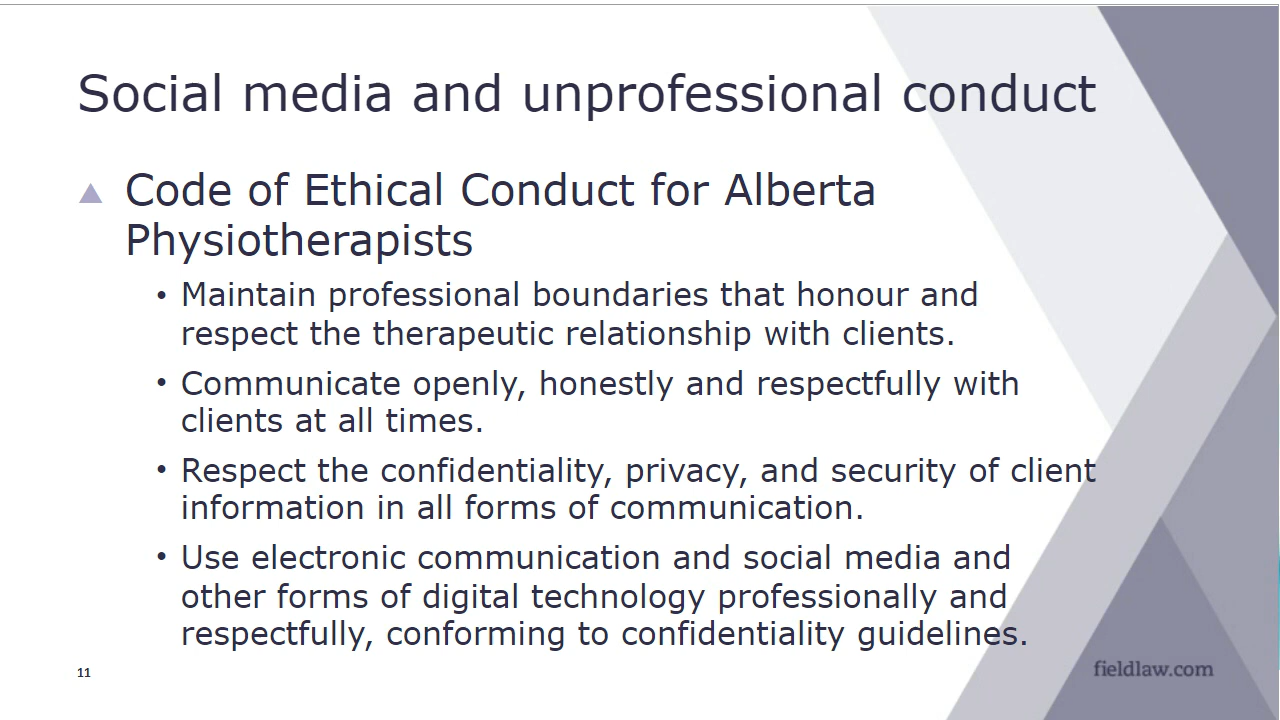 Social media and unprofessional conduct
Code of Ethical Conduct for Alberta
Physiotherapists
• Maintain professional boundaries that honour and
respect the therapeutic relationship with clients.
• Communicate openly, honestly and respectfully with
clients at all times.
• Respect the confidentiality, privacy, and security of client
information in all forms of communication.
• Use electronic communication and social media and
other forms of digital technology professionally and
respectfully, conforming to confidentiality guidelines.
11
fieldlaw.com